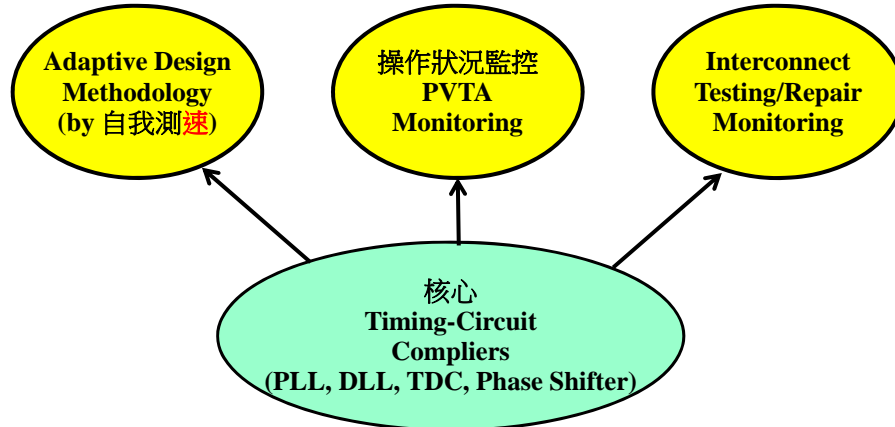 Adaptive Design
Methodology
(by 自我測速)
操作狀況監控
PVTA
Monitoring
Interconnect
Testing/Repair
Monitoring
核心
Timing-Circuit
Compliers
(PLL, DLL, TDC, Phase Shifter)